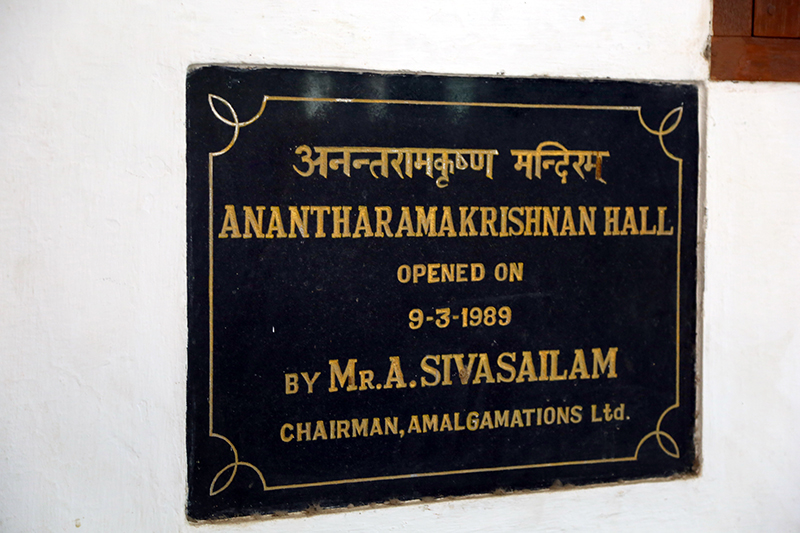 अनन्तरामकृष्ण मन्दिरम्
ANANTHARAMAKRISHNAN HALL
OPENED ON
9-3-1989
BY MR. A. SIVASAILAM
CHAIRMAN, AMALGAMATIONS Ltd.